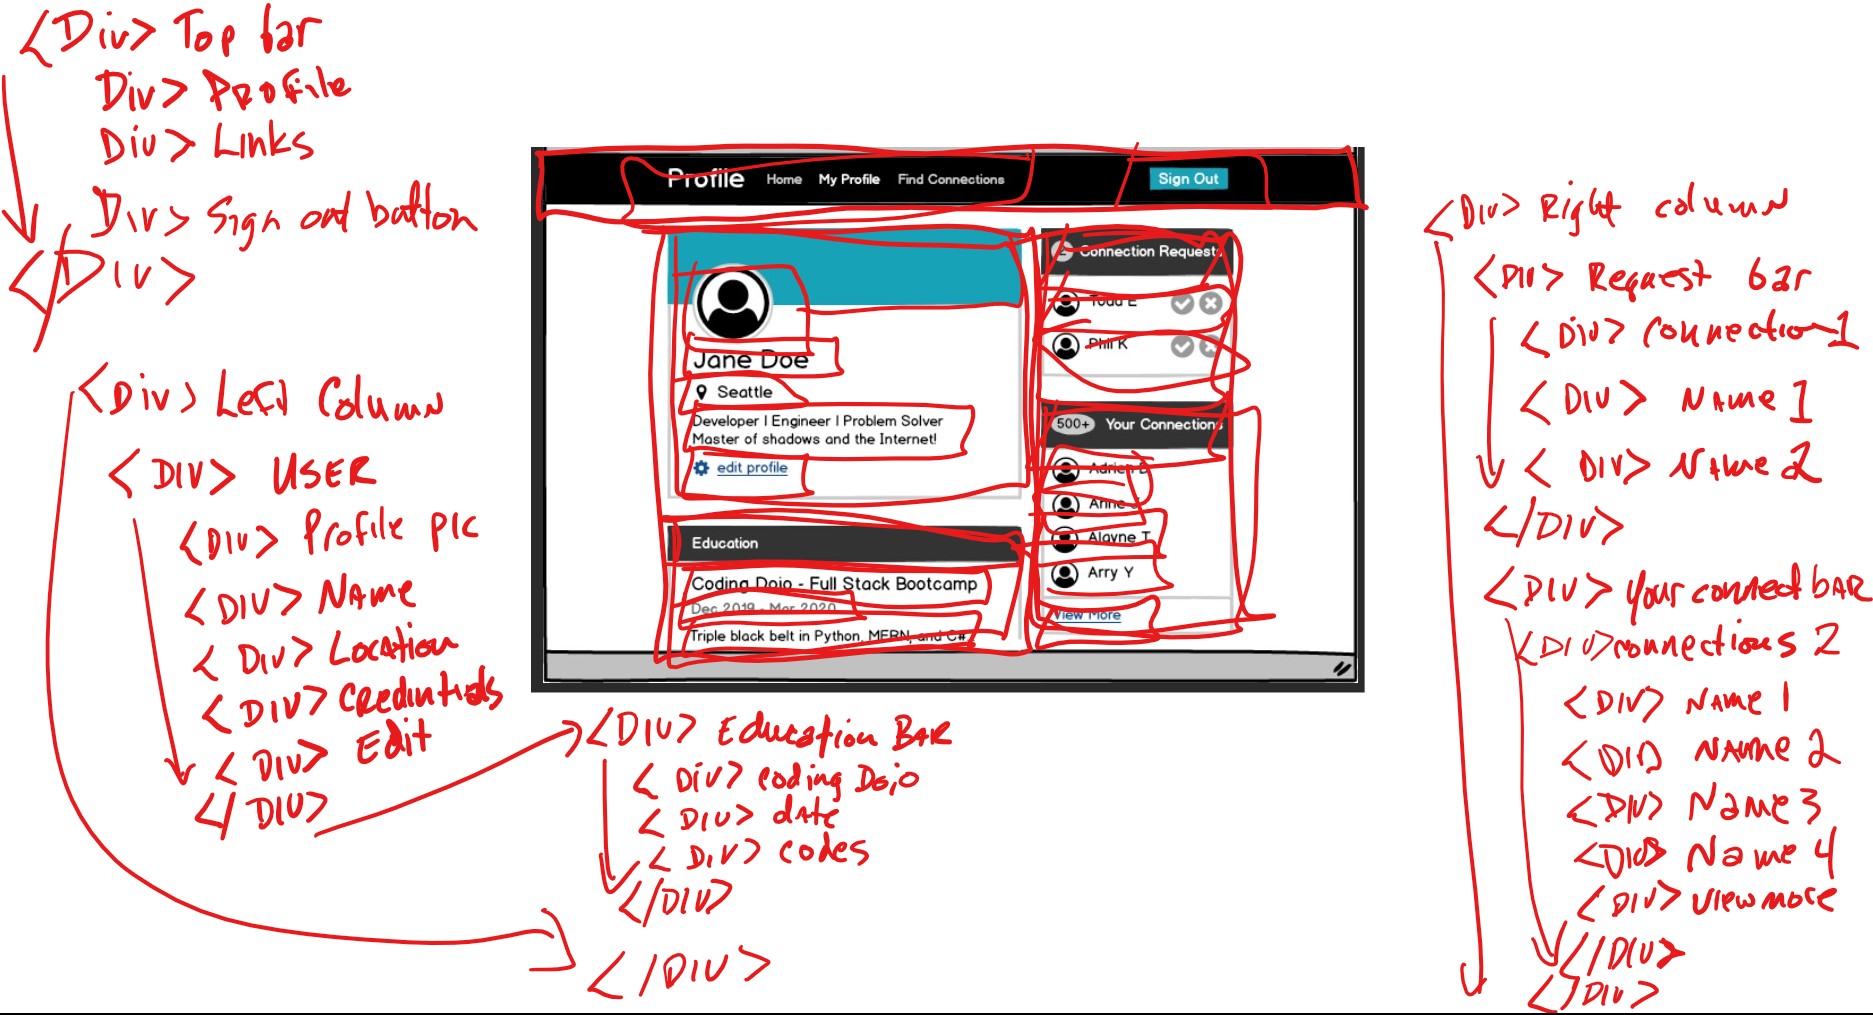 <Div> Top bar
Div> Profile
Div> Links
Div> Sign out button
</Div>
<Div> Left Column
<DIV> USER
<DIV> Profile pic
<DIV> Name
<Div> Location
<DIV> Credentials
<DIV> Edit
</DIV>
<DIV> Education BAR
<Div> coding Dojo
<DIV> date
<DIV> codes
</DIV>
</DIV>
Profile Home My Profile Find Connections Sign Out
Jane Doe
Seattle
Developer | Engineer | Problem Solver
Master of shadows and the Internet!
edit profile
Education
Coding Dojo - Full Stack Bootcamp
Dec 2019 - Mar 2020
Triple black belt in Python, MERN, and C#
2 Connection Requests
Todd E
Phil K
500+ Your Connections
Adrien D
Anne J
Alayne T
Arry Y
View More
<Div> Right column
<DIV> Request bar
<Div> Connection 1
<DIV> Name 1
<DIV> Name 2
</DIV>
<DIV> Your connect BAR
<DIV> connections 2
<DIV> Name 1
<DIV> Name 2
<DIV> Name 3
<DIV> Name 4
<DIV> View more
</DIV>
</DIV>